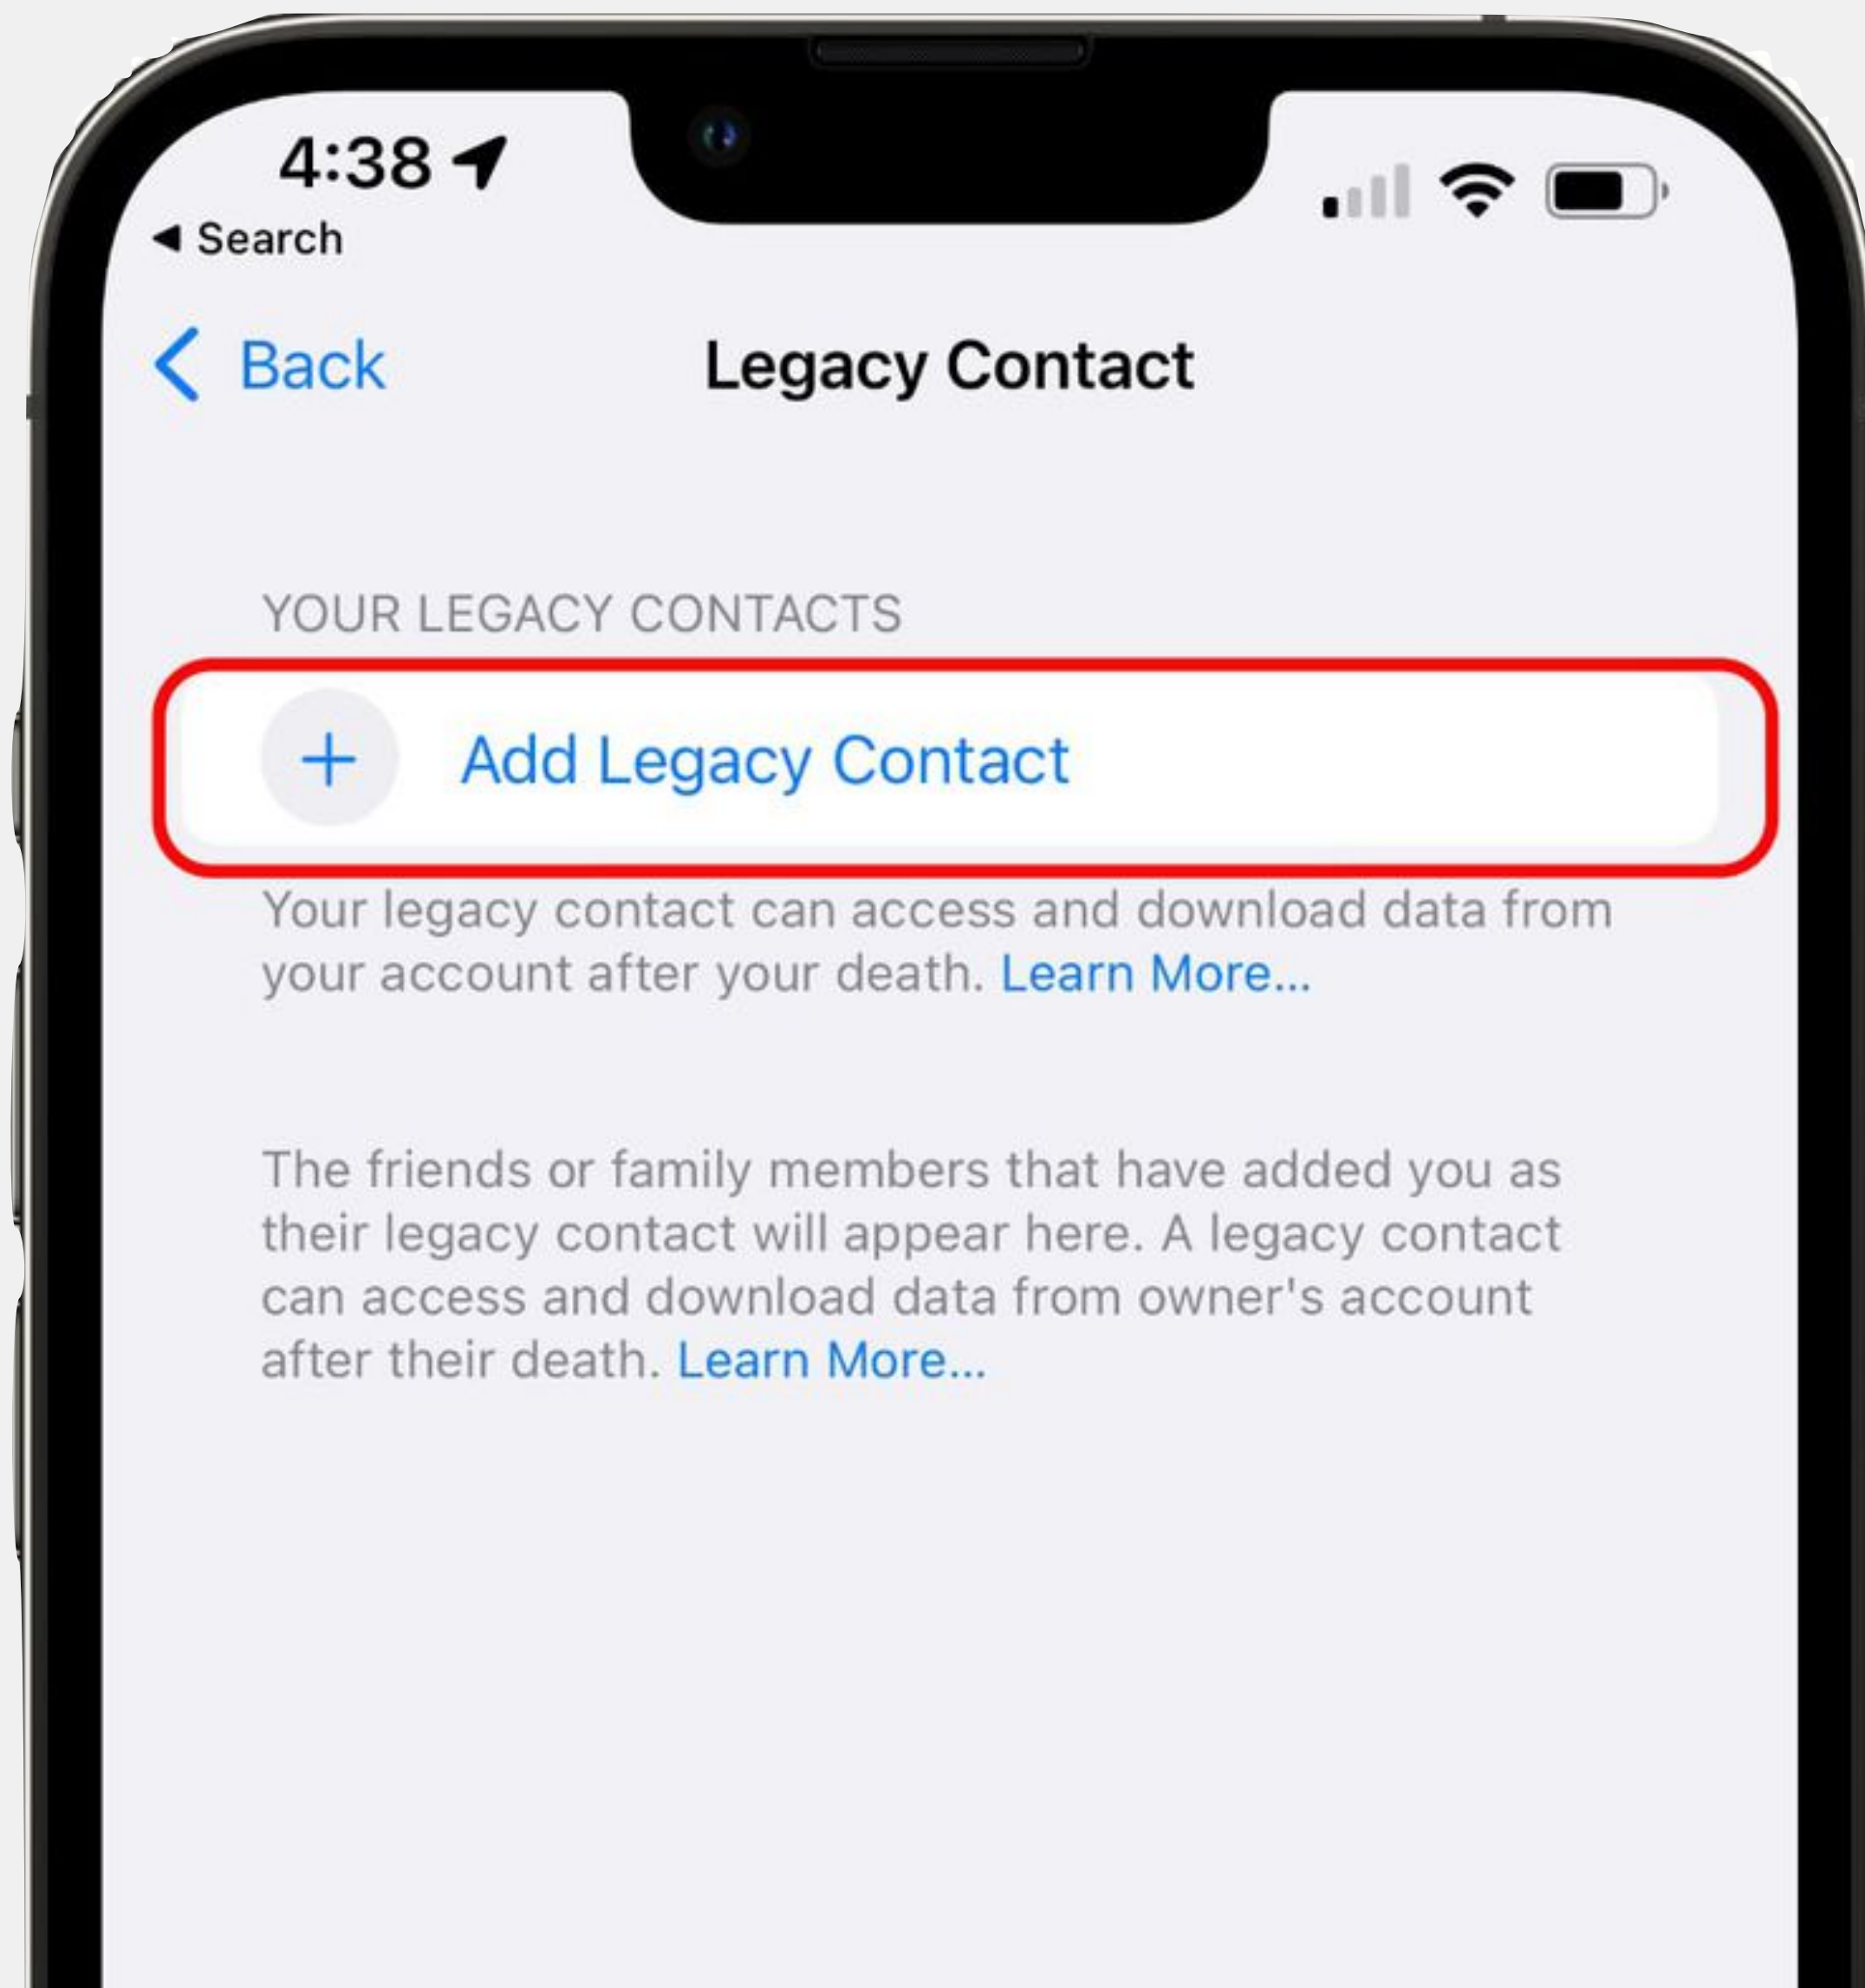 4:38
Search
Back
Legacy Contact
YOUR LEGACY CONTACTS
Add Legacy Contact
Your legacy contact can access and download data from
your account after your death. Learn More...
The friends or family members that have added you as
their legacy contact will appear here. A legacy contact
can access and download data from owner's account
after their death. Learn More...